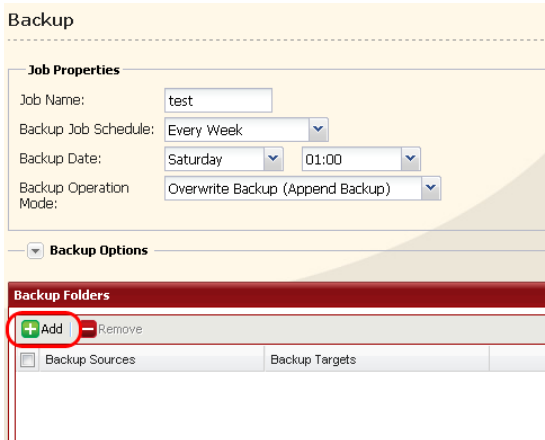 Backup
Job Properties
Job Name: test
Backup Job Schedule: Every Week
Backup Date: Saturday 01:00
Backup Operation Overwrite Backup (Append Backup)
Mode:
Backup Options
Backup Folders
Add Remove
Backup Sources Backup Targets